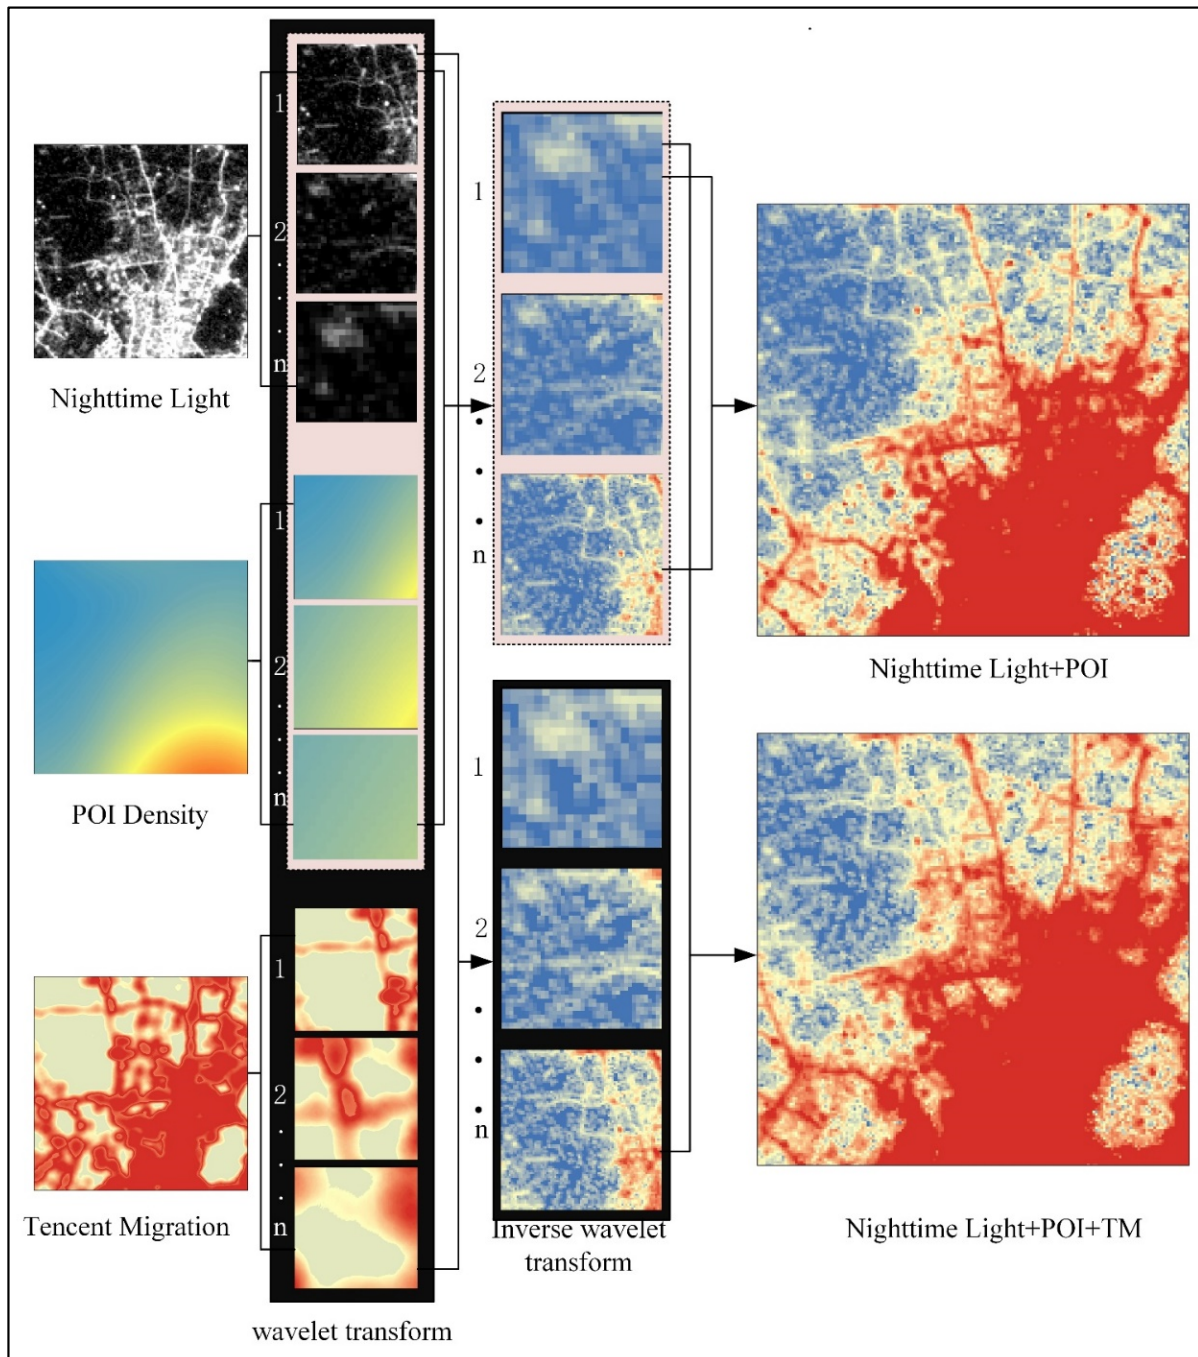 1
2
.
.
.
n
Nighttime Light
1
2
.
.
.
n
POI Density
1
2
.
.
.
n
Tencent Migration
wavelet transform
1
2
.
.
.
n
1
2
.
.
.
n
Inverse wavelet
transform
Nighttime Light+POI
Nighttime Light+POI+TM